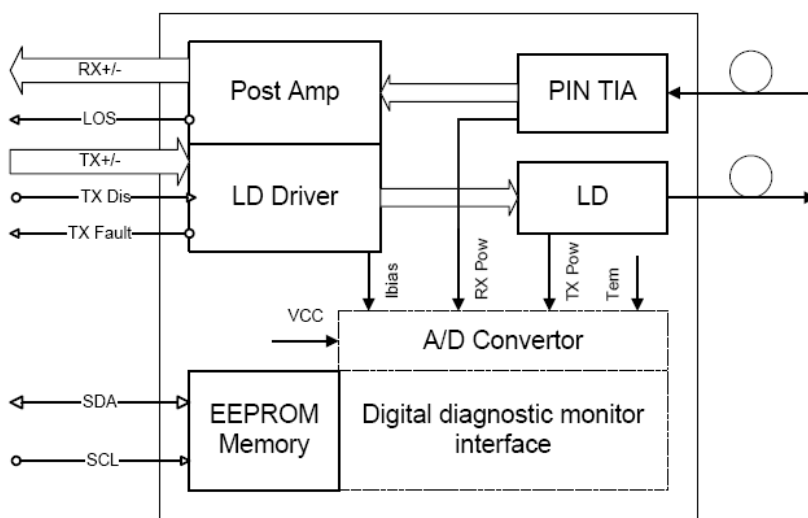 RX+/-
Post Amp
PIN TIA
LOS
TX+/-
LD Driver
LD
TX Dis
TX Fault
Ibias
RX Pow
TX Pow
Tem
VCC
A/D Convertor
SDA
EEPROM
Memory
Digital diagnostic monitor
interface
SCL